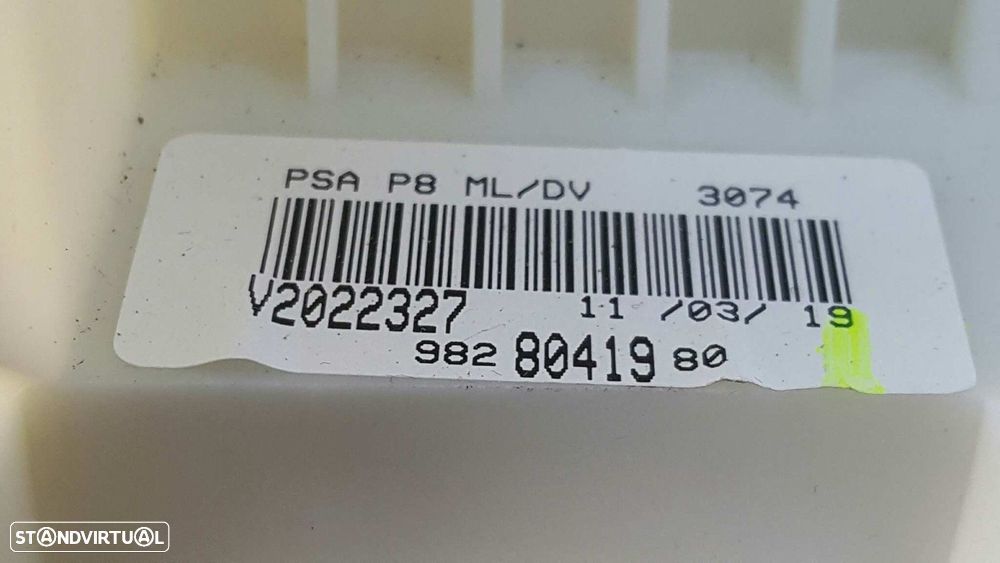 PSA P8 ML/DV 3074
V2022327 11 /03/ 19
982 80419 80
STANDVIRTUAL